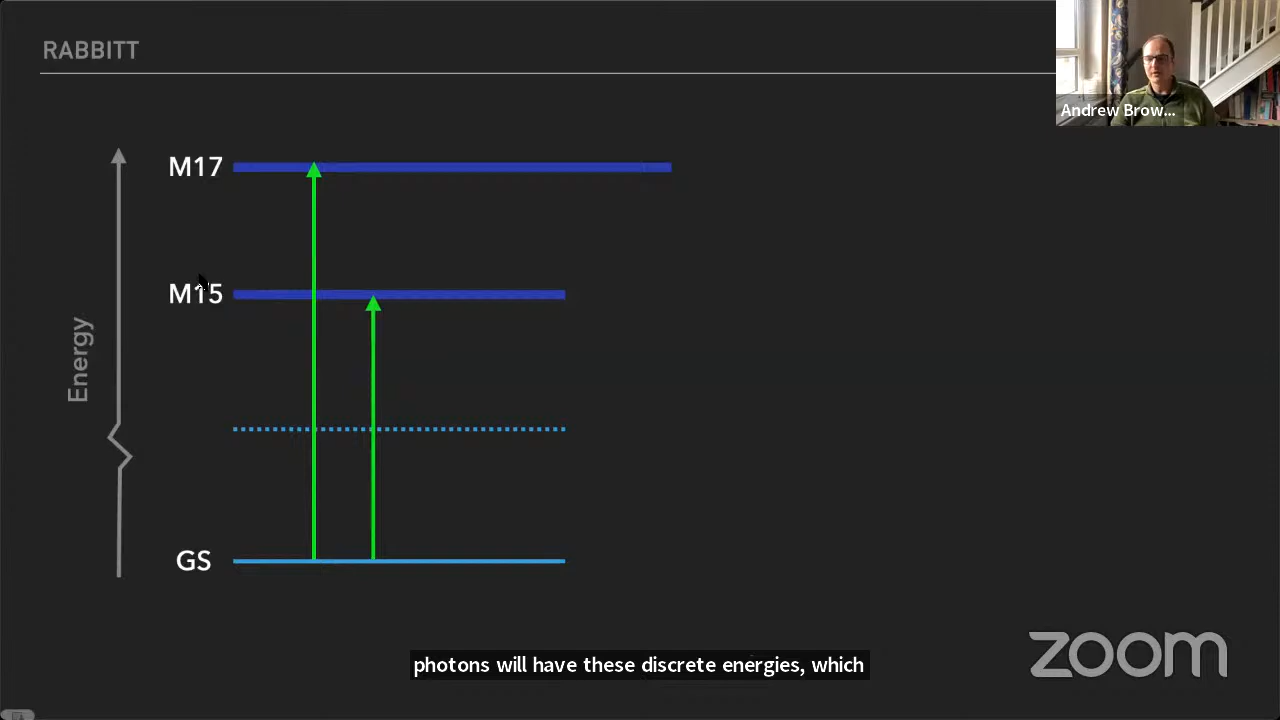 RABBITT
Andrew Brow...
M17
M15
Energy
GS
photons will have these discrete energies, which
zoom